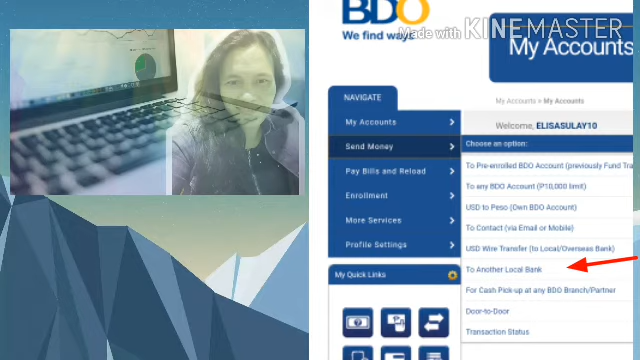 BDO
We find ways
Made with KINEMASTER
My Accounts
NAVIGATE
My Accounts
Send Money
Pay Bills and Reload
Enrollment
More Services
Profile Settings
My Quick Links
My Accounts » My Accounts
Welcome, ELISASULAY10
Choose an option:
To Pre-enrolled BDO Account (previously Fund Tra
To any BDO Account (P10,000 limit)
USD to Peso (Own BDO Account)
To Contact (via Email or Mobile)
USD Wire Transfer (to Local/Overseas Bank)
To Another Local Bank
For Cash Pick-up at any BDO Branch/Partner
Door-to-Door
Transaction Status